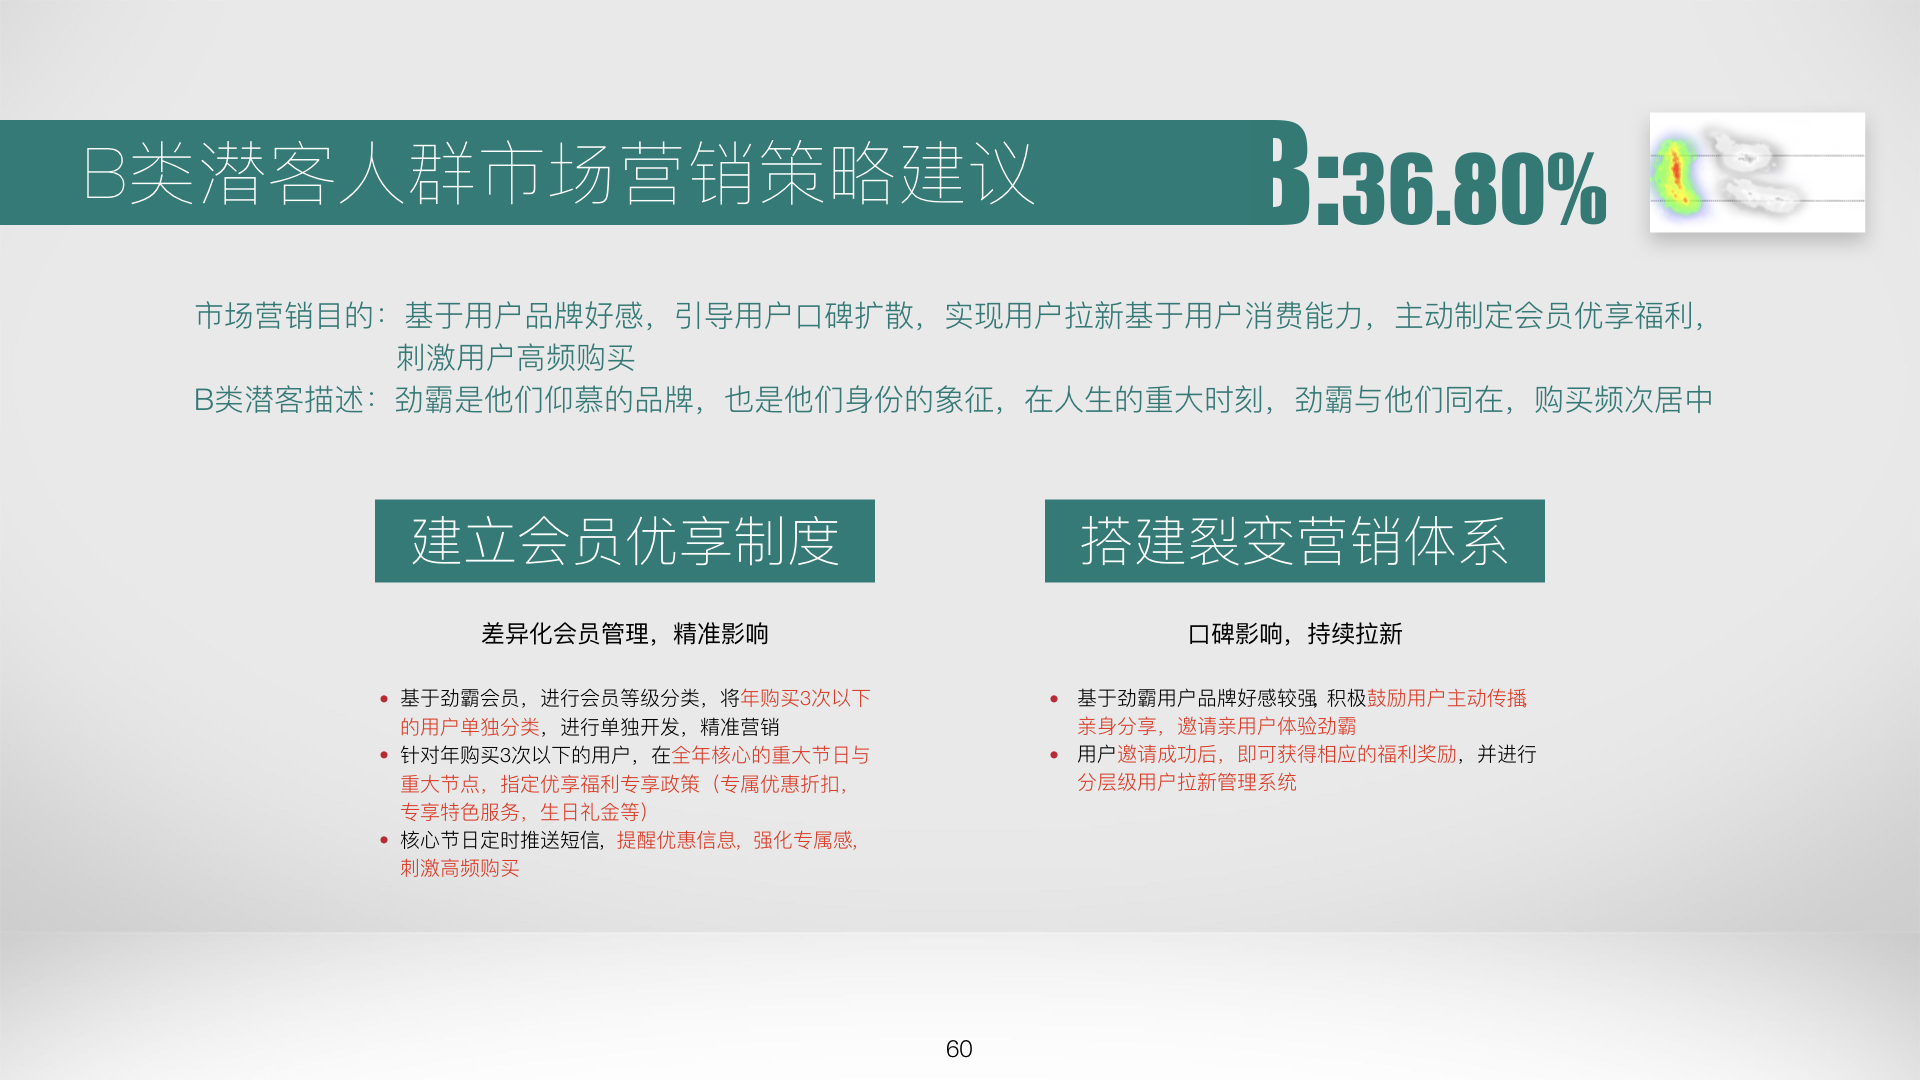 B类潜客人群市场营销策略建议
B:36.80%
市场营销目的：基于用户品牌好感，引导用户口碑扩散，实现用户拉新基于用户消费能力，主动制定会员优享福利，
刺激用户高频购买
B类潜客描述：劲霸是他们仰慕的品牌，也是他们身份的象征，在人生的重大时刻，劲霸与他们同在，购买频次居中
建立会员优享制度
差异化会员管理，精准影响
• 基于劲霸会员，进行会员等级分类，将年购买3次以下
的用户单独分类，进行单独开发，精准营销
• 针对年购买3次以下的用户，在全年核心的重大节日与
重大节点，指定优享福利专享政策（专属优惠折扣，
专享特色服务，生日礼金等）
• 核心节日定时推送短信，提醒优惠信息，强化专属感，
刺激高频购买
搭建裂变营销体系
口碑影响，持续拉新
• 基于劲霸用户品牌好感较强，积极鼓励用户主动传播，
亲身分享，邀请亲用户体验劲霸
• 用户邀请成功后，即可获得相应的福利奖励，并进行
分层级用户拉新管理系统
60